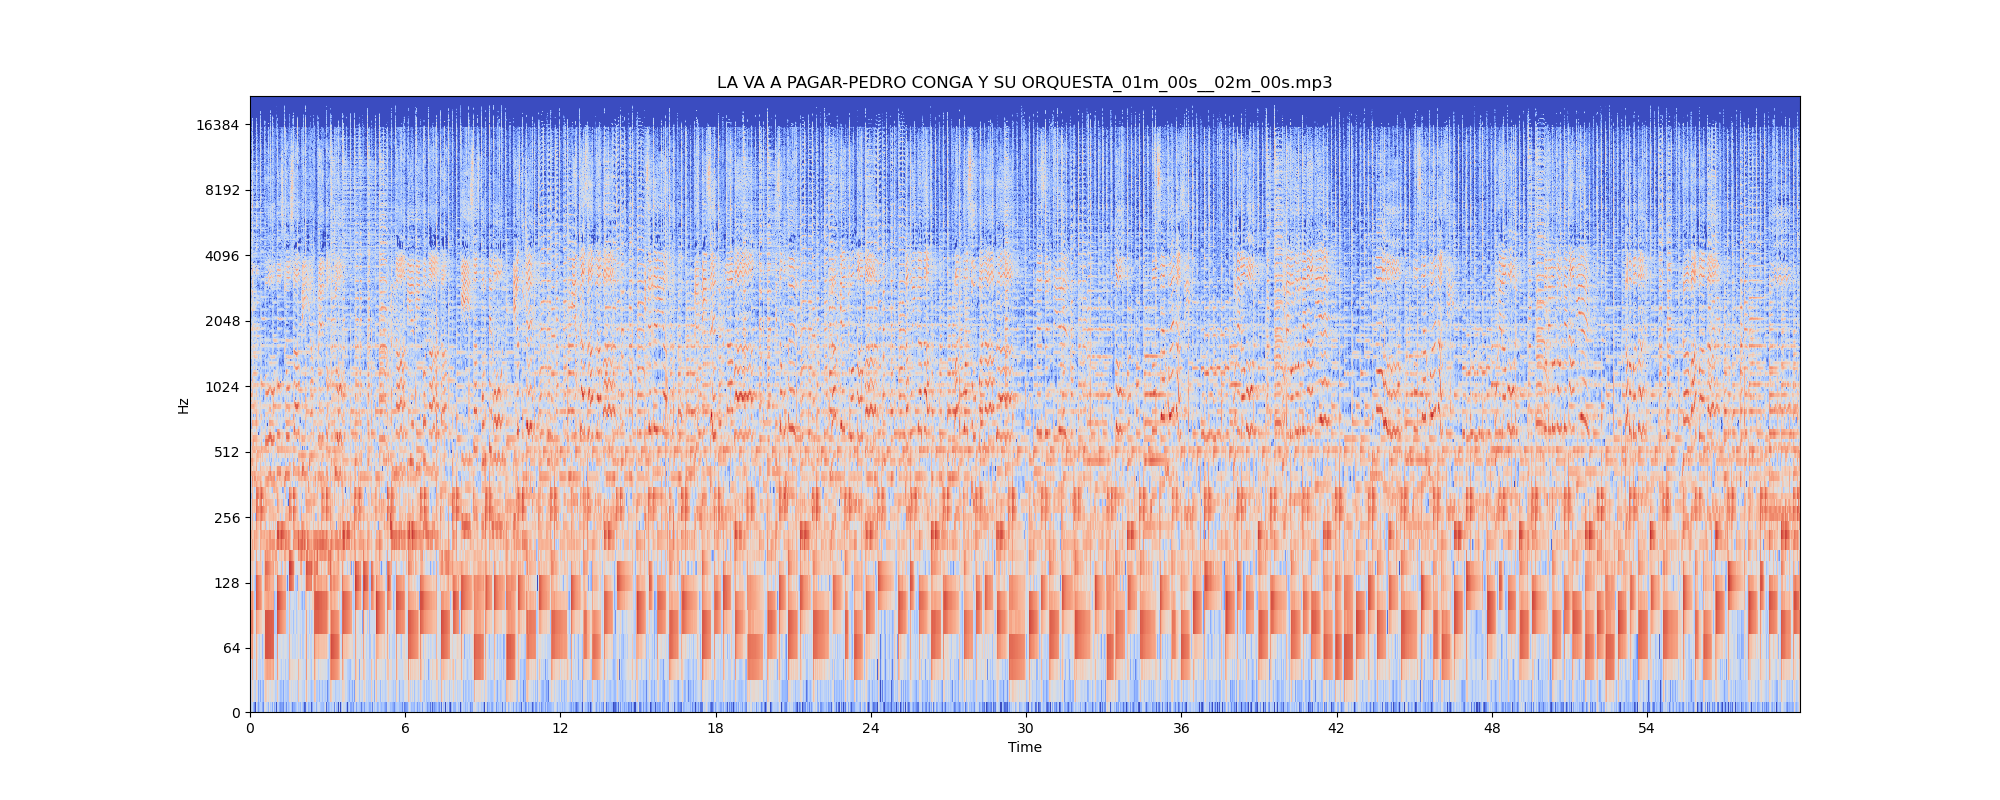 LA VA A PAGAR-PEDRO CONGA Y SU ORQUESTA_01m_00s__02m_00s.mp3
16384
8192
4096
2048
1024
512
256
128
64
0
Hz
0 6 12 18 24 30 36 42 48 54
Time